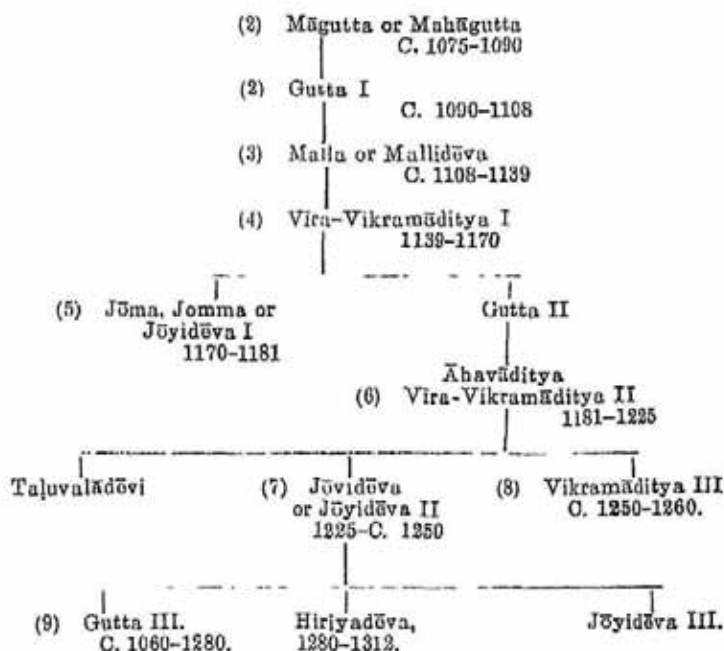 (2) Māgutta or Mahāgutta
C. 1075-1090
(2) Gutta I
C. 1090-1108
(3) Malla or Mallidēva
C. 1108-1139
(4) Vīra-Vikramāditya I
1139-1170
(5) Jōma, Jomma or
Jōyidēva I
1170-1181
Gutta II
Āhavāditya
(6) Vīra-Vikramāditya II
1181-1225
Taḷuvalādēvi
(7) Jōvidēva
or Jōyidēva II
1225-C. 1250
(8) Vikramāditya III
C. 1250-1260.
(9) Gutta III.
C. 1060-1280.
Hiriyadēva,
1280-1312.
Jōyidēva III.